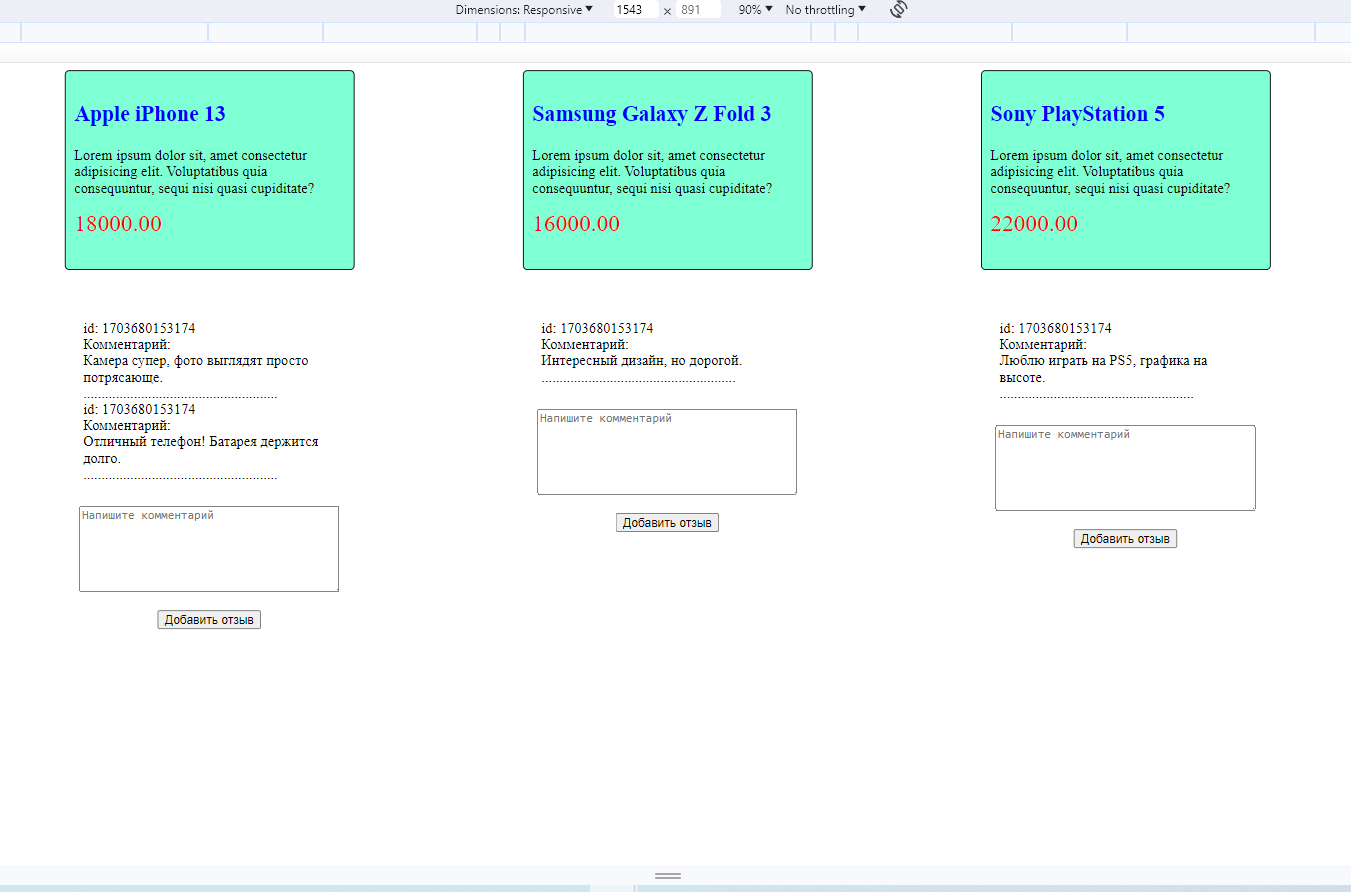 Dimensions: Responsive 1543 × 891 90% No throttling
Apple iPhone 13
Lorem ipsum dolor sit, amet consectetur
adipisicing elit. Voluptatibus quia
consequuntur, sequi nisi quasi cupiditate?
18000.00
id: 1703680153174
Комментарий:
Камера супер, фото выглядят просто
потрясающе.
......................................................
id: 1703680153174
Комментарий:
Отличный телефон! Батарея держится
долго.
......................................................
Напишите комментарий
Добавить отзыв
Samsung Galaxy Z Fold 3
Lorem ipsum dolor sit, amet consectetur
adipisicing elit. Voluptatibus quia
consequuntur, sequi nisi quasi cupiditate?
16000.00
id: 1703680153174
Комментарий:
Интересный дизайн, но дорогой.
......................................................
Напишите комментарий
Добавить отзыв
Sony PlayStation 5
Lorem ipsum dolor sit, amet consectetur
adipisicing elit. Voluptatibus quia
consequuntur, sequi nisi quasi cupiditate?
22000.00
id: 1703680153174
Комментарий:
Люблю играть на PS5, графика на
высоте.
......................................................
Напишите комментарий
Добавить отзыв